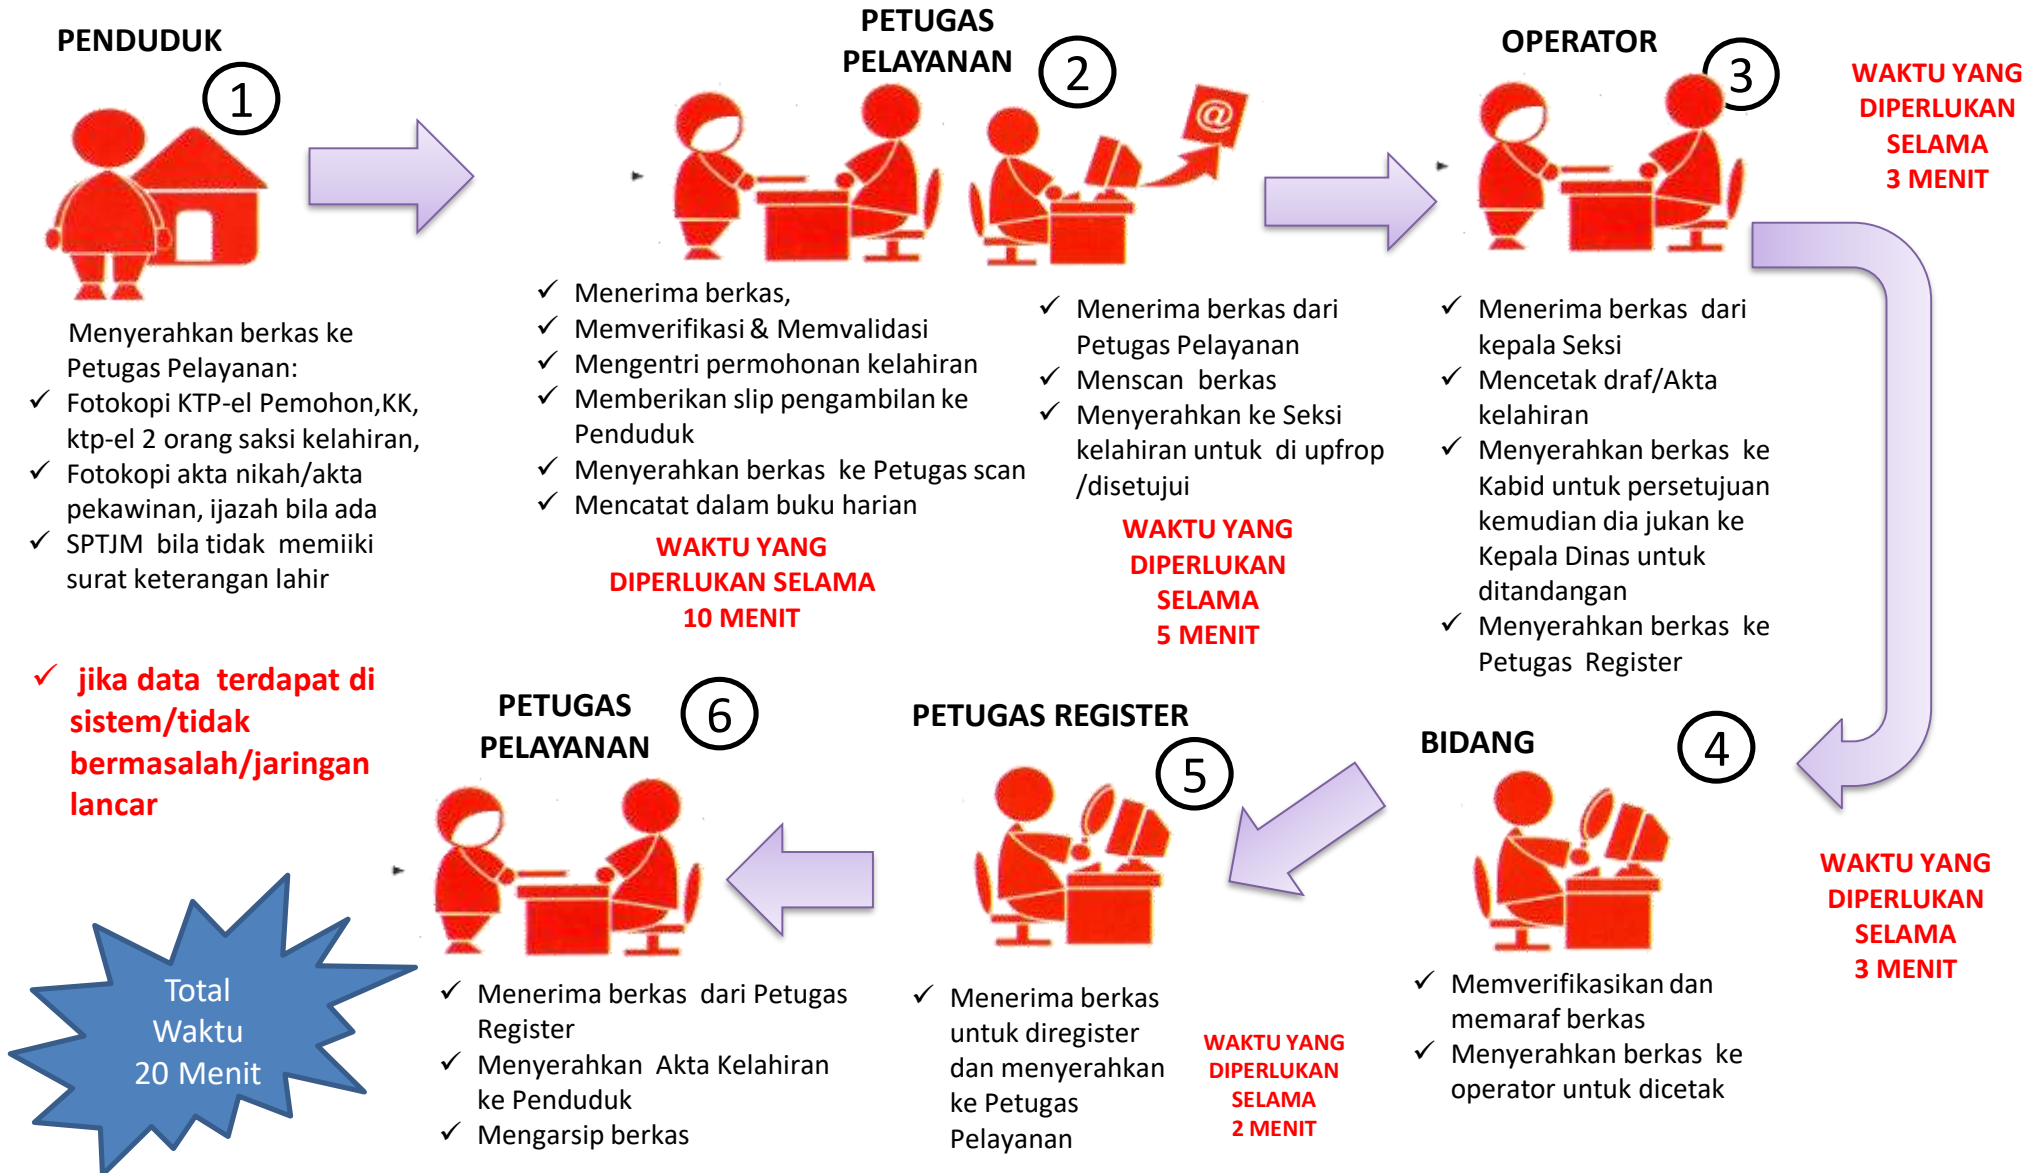 PENDUDUK
1
Menyerahkan berkas ke
Petugas Pelayanan:
✓ Fotokopi KTP-el Pemohon,KK,
ktp-el 2 orang saksi kelahiran,
✓ Fotokopi akta nikah/akta
pekawinan, ijazah bila ada
✓ SPTJM bila tidak memiiki
surat keterangan lahir
✓ jika data terdapat di
sistem/tidak
bermasalah/jaringan
lancar
PETUGAS
PELAYANAN
2
@
✓ Menerima berkas,
✓ Memverifikasi & Memvalidasi
✓ Mengentri permohonan kelahiran
✓ Memberikan slip pengambilan ke
Penduduk
✓ Menyerahkan berkas ke Petugas scan
✓ Mencatat dalam buku harian
WAKTU YANG
DIPERLUKAN SELAMA
10 MENIT
✓ Menerima berkas dari
Petugas Pelayanan
✓ Menscan berkas
✓ Menyerahkan ke Seksi
kelahiran untuk di upfrop
/disetujui
WAKTU YANG
DIPERLUKAN
SELAMA
5 MENIT
OPERATOR
3
WAKTU YANG
DIPERLUKAN
SELAMA
3 MENIT
✓ Menerima berkas dari
kepala Seksi
✓ Mencetak draf/Akta
kelahiran
✓ Menyerahkan berkas ke
Kabid untuk persetujuan
kemudian dia jukan ke
Kepala Dinas untuk
ditandangan
✓ Menyerahkan berkas ke
Petugas Register
BIDANG
4
WAKTU YANG
DIPERLUKAN
SELAMA
3 MENIT
✓ Memverifikasikan dan
memaraf berkas
✓ Menyerahkan berkas ke
operator untuk dicetak
PETUGAS REGISTER
5
✓ Menerima berkas
untuk diregister
dan menyerahkan
ke Petugas
Pelayanan
WAKTU YANG
DIPERLUKAN
SELAMA
2 MENIT
PETUGAS
PELAYANAN
6
✓ Menerima berkas dari Petugas
Register
✓ Menyerahkan Akta Kelahiran
ke Penduduk
✓ Mengarsip berkas
Total
Waktu
20 Menit